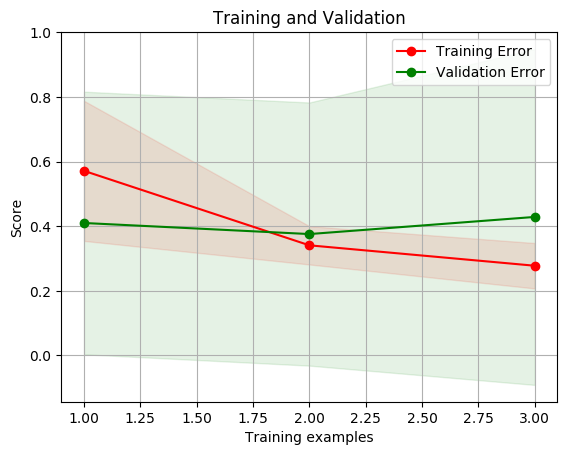 Training and Validation
1.0
0.8
0.6
0.4
0.2
0.0
Score
Training Error
Validation Error
1.00 1.25 1.50 1.75 2.00 2.25 2.50 2.75 3.00
Training examples